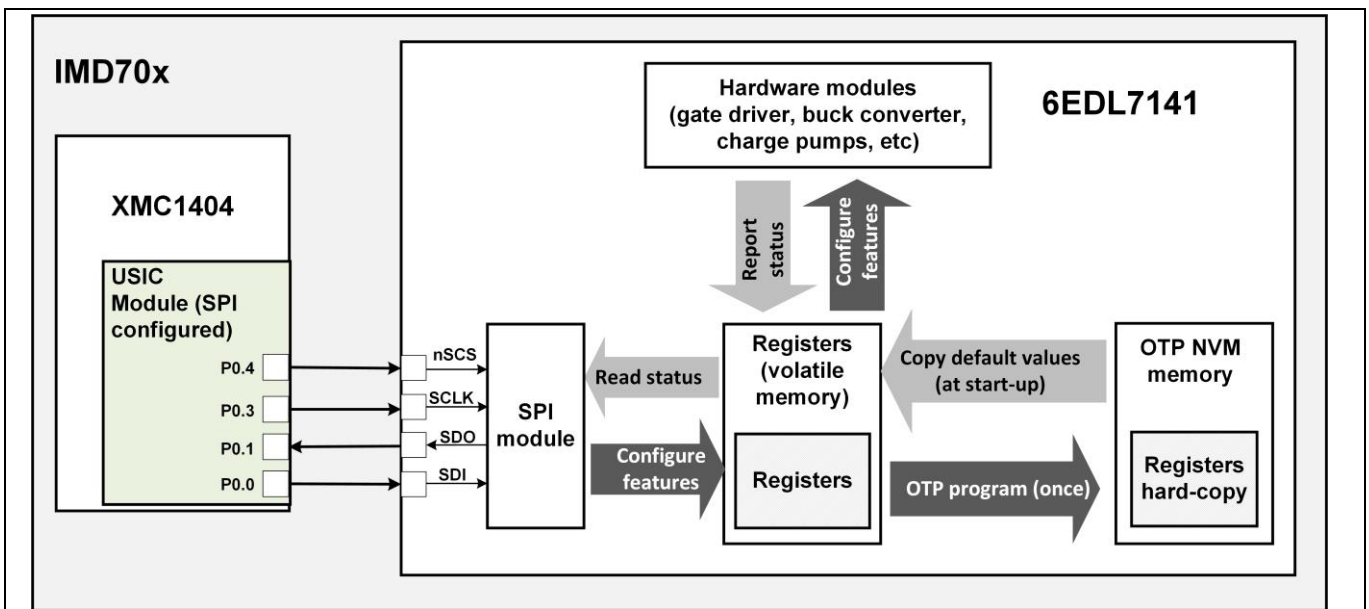 IMD70x
6EDL7141
Hardware modules
(gate driver, buck converter,
charge pumps, etc)
XMC1404
Report
status
Configure
features
USIC
Module (SPI
configured)
P0.4
P0.3
P0.1
P0.0
nSCS
SCLK
SDO
SDI
SPI
module
Read status
Configure
features
Registers
(volatile
memory)
Registers
Copy default values
(at start-up)
OTP program (once)
OTP NVM
memory
Registers
hard-copy